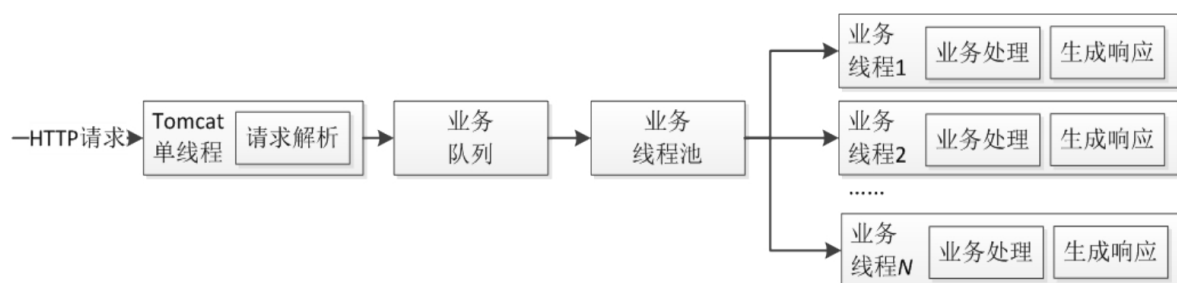 HTTP请求
Tomcat
单线程
请求解析
业务
队列
业务
线程池
业务
线程1
业务处理
生成响应
业务
线程2
业务处理
生成响应
……
业务
线程N
业务处理
生成响应